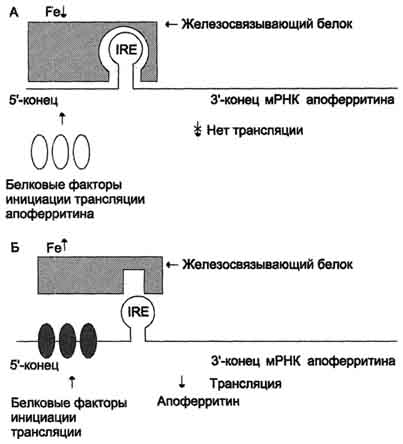 А
Fe↓
← Железосвязывающий белок
IRE
5'-конец
3'-конец мРНК апоферритина
Нет трансляции
Белковые факторы
инициации трансляции
апоферритина
Б
Fe↑
← Железосвязывающий белок
IRE
5'-конец
3'-конец мРНК апоферритина
Белковые факторы
инициации
трансляции
↓ Трансляция
Апоферритин